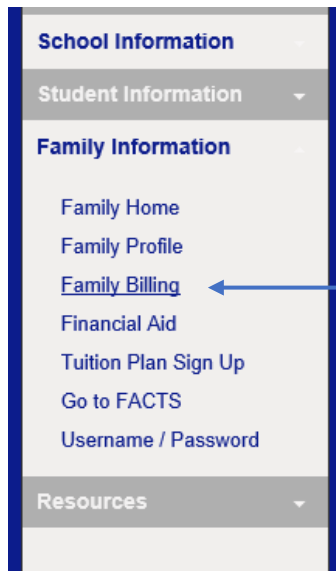 School Information
Student Information
Family Information
Family Home
Family Profile
Family Billing
Financial Aid
Tuition Plan Sign Up
Go to FACTS
Username / Password
Resources